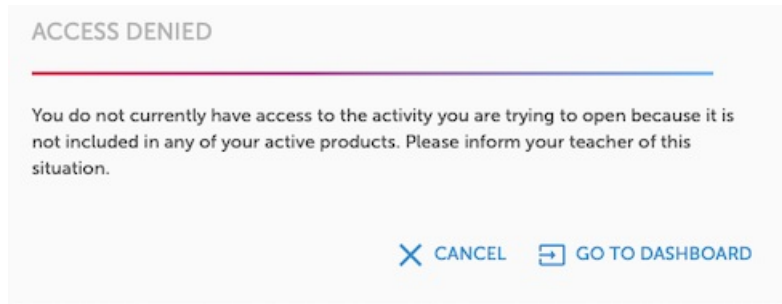 ACCESS DENIED
You do not currently have access to the activity you are trying to open because it is
not included in any of your active products. Please inform your teacher of this
situation.
CANCEL GO TO DASHBOARD